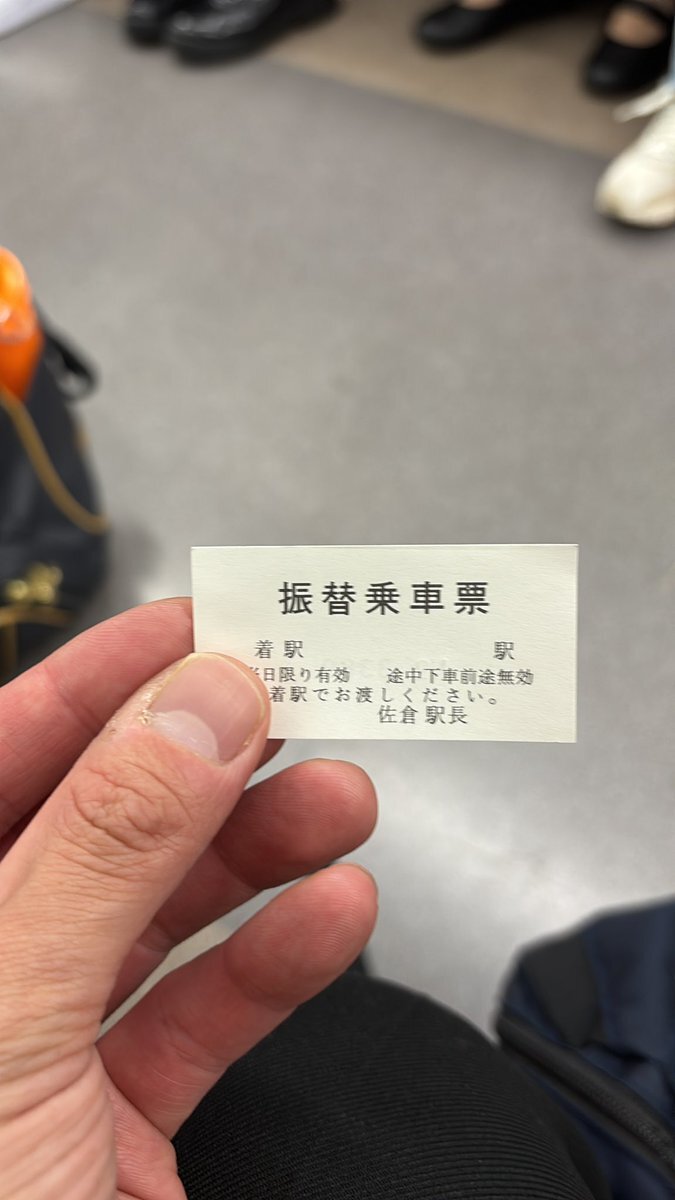 振替乗車票
着駅 駅
当日限り有効 途中下車前途無効
着駅でお渡しください。
佐倉駅長